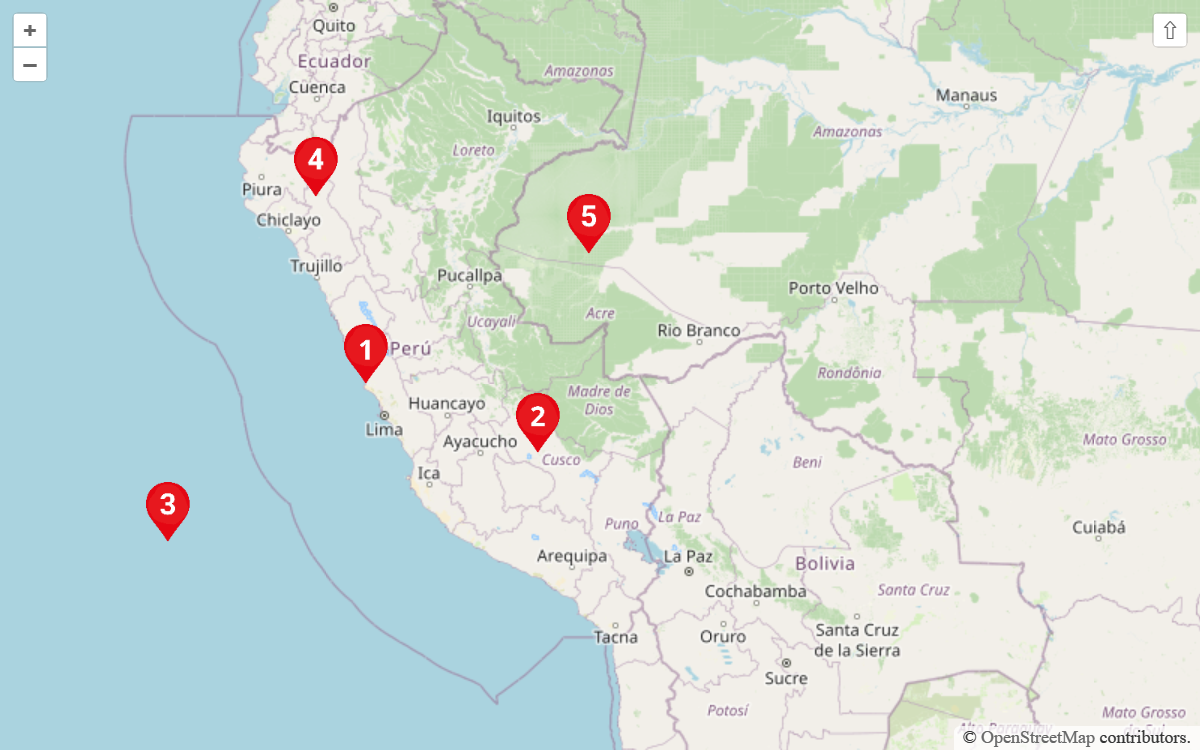 +
−
⇧
Quito
Ecuador
Amazonas
Cuenca
Manaus
Iquitos
Amazonas
Loreto
4
Piura
5
Chiclayo
Trujillo
Pucallpa
Porto Velho
Acre
Ucayali
Rio Branco
1
Perú
Rondônia
Madre de
Dios
Huancayo
2
Lima
Ayacucho
Mato Grosso
Cusco
Beni
Ica
3
La Paz
Puno
Cuiabá
Arequipa
La Paz
Bolivia
Cochabamba
Santa Cruz
Tacna
Oruro
Santa Cruz
de la Sierra
Sucre
Potosí
Mato Grosso
Alto Paraguay
© OpenStreetMap contributors.